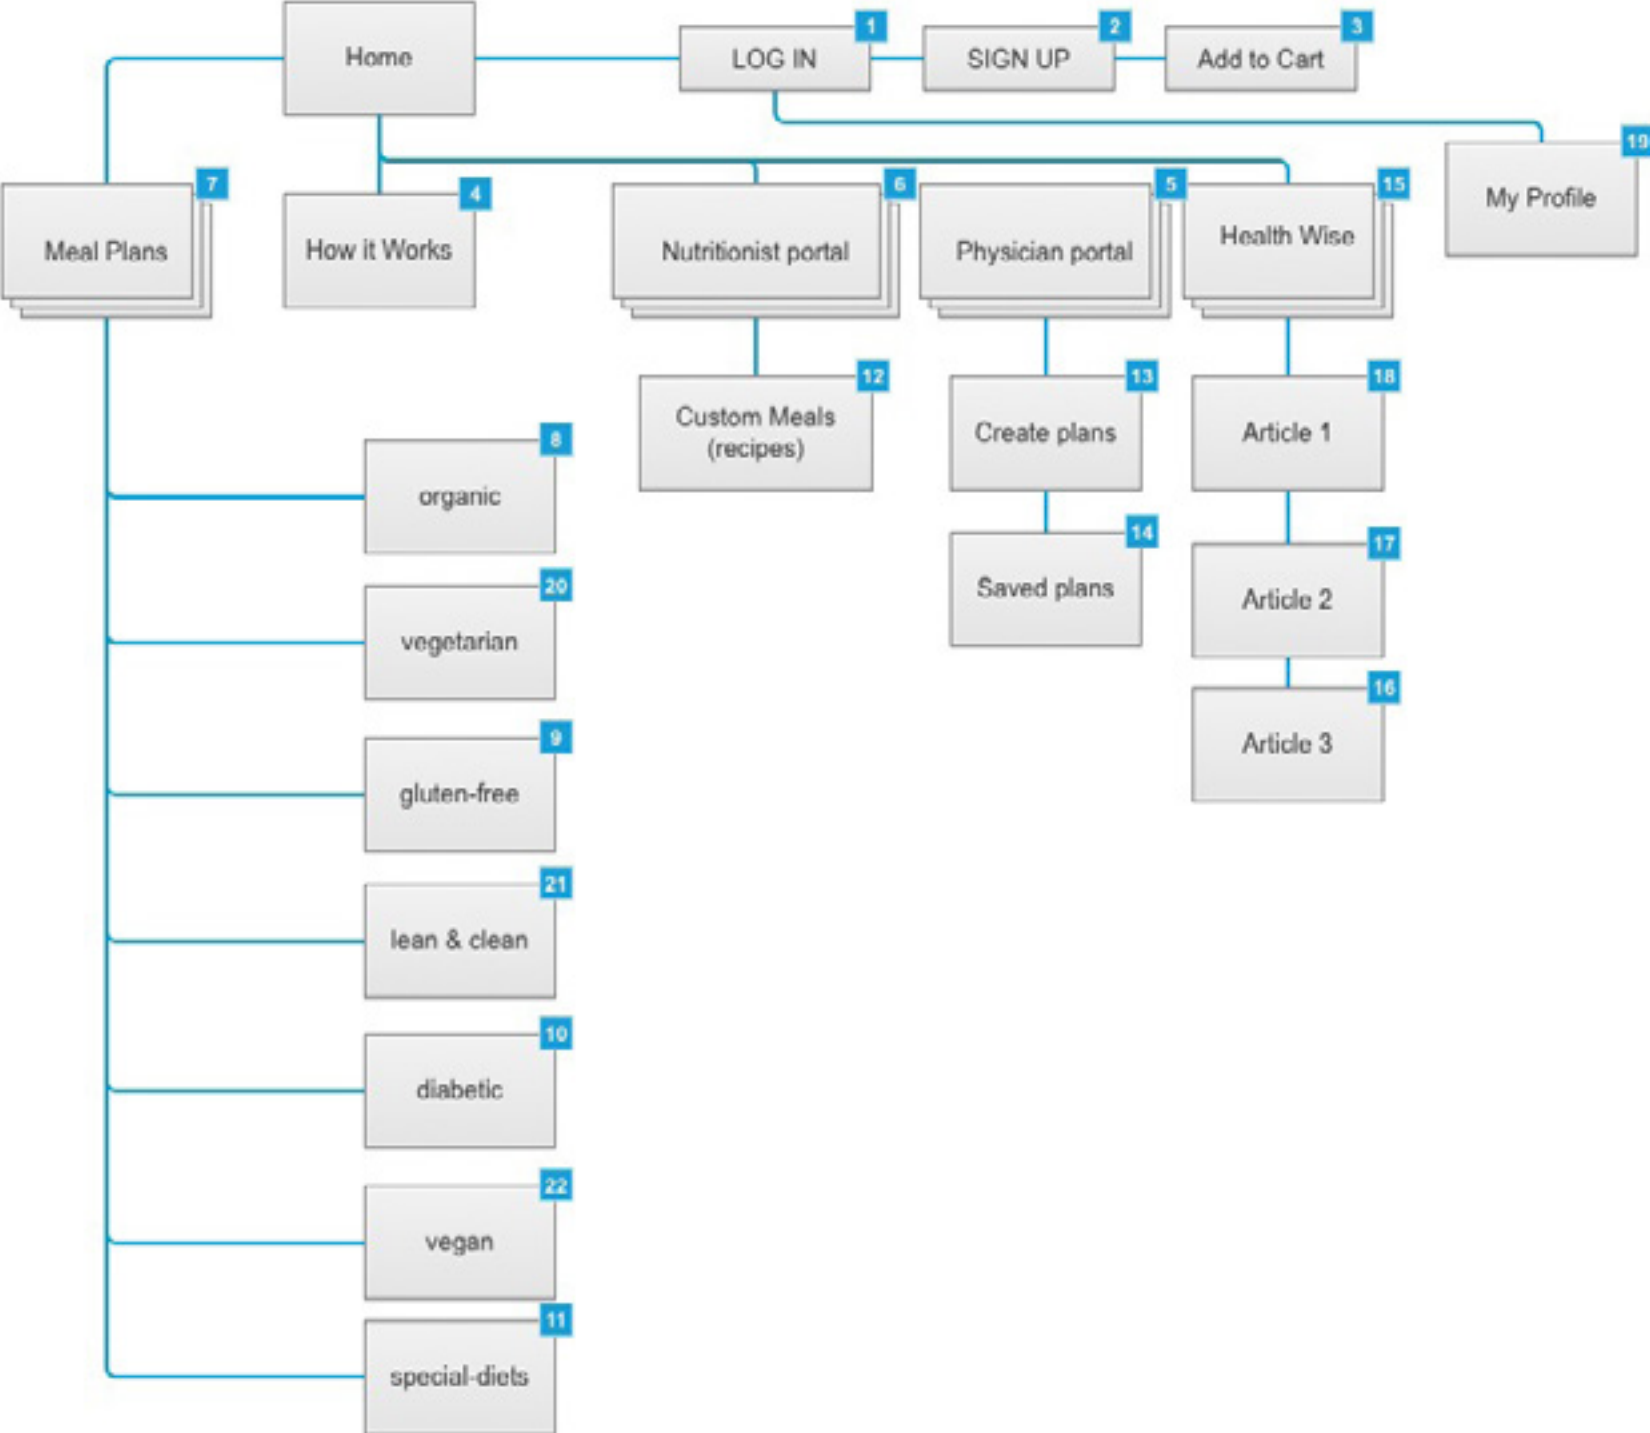 Home
1
LOG IN
2
SIGN UP
3
Add to Cart
19
My Profile
7
Meal Plans
4
How it Works
6
Nutritionist portal
5
Physician portal
15
Health Wise
12
Custom Meals
(recipes)
13
Create plans
14
Saved plans
18
Article 1
17
Article 2
16
Article 3
8
organic
20
vegetarian
9
gluten-free
21
lean & clean
10
diabetic
22
vegan
11
special-diets